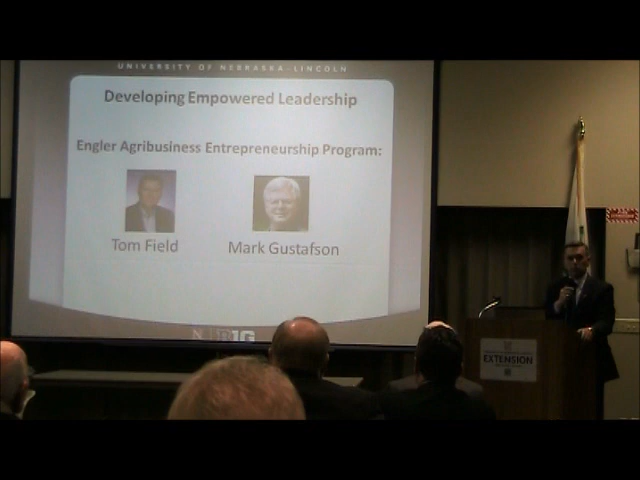 UNIVERSITY OF NEBRASKA–LINCOLN
Developing Empowered Leadership
Engler Agribusiness Entrepreneurship Program:
Tom Field
Mark Gustafson
EXTENSION